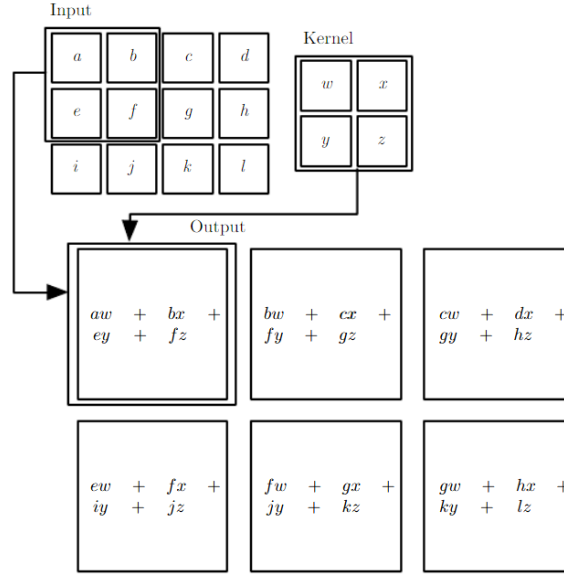 Input
a b c d
Kernel
w x
e f g h
y z
i j k l
Output
aw + bx +
ey + fz
bw + cx +
fy + gz
cw + dx +
gy + hz
ew + fx +
iy + jz
fw + gx +
jy + kz
gw + hx +
ky + lz